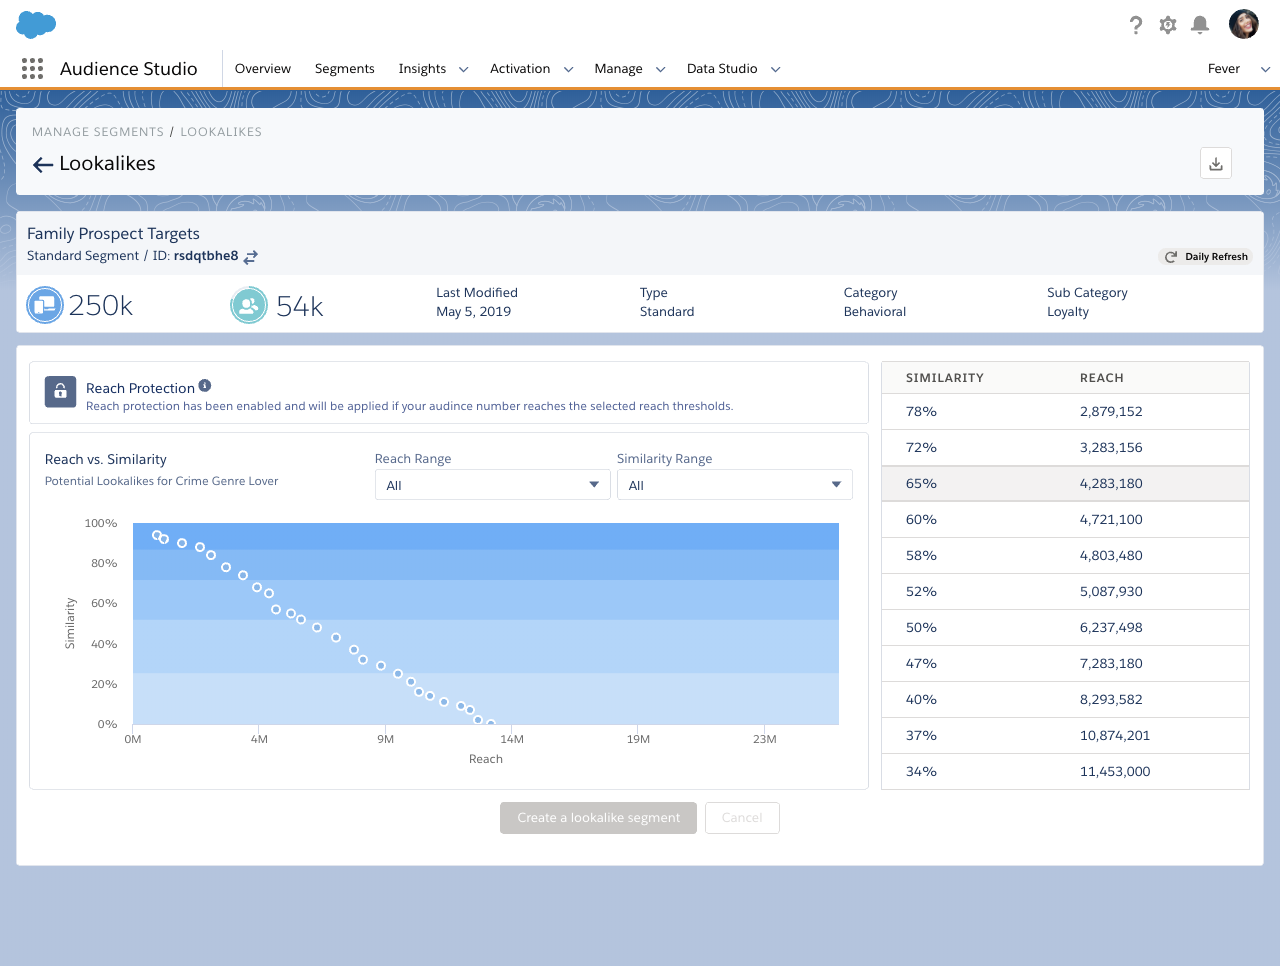 Audience Studio
Overview
Segments
Insights
Activation
Manage
Data Studio
Fever
MANAGE SEGMENTS / LOOKALIKES
Lookalikes
Family Prospect Targets
Standard Segment / ID: rsdqtbhe8
Daily Refresh
250k
54k
Last Modified
May 5, 2019
Type
Standard
Category
Behavioral
Sub Category
Loyalty
Reach Protection
Reach protection has been enabled and will be applied if your audince number reaches the selected reach thresholds.
Reach vs. Similarity
Potential Lookalikes for Crime Genre Lover
Reach Range
All
Similarity Range
All
100%
80%
60%
40%
20%
0%
Similarity
0M
4M
9M
14M
19M
23M
Reach
SIMILARITY REACH
78% 2,879,152
72% 3,283,156
65% 4,283,180
60% 4,721,100
58% 4,803,480
52% 5,087,930
50% 6,237,498
47% 7,283,180
40% 8,293,582
37% 10,874,201
34% 11,453,000
Create a lookalike segment
Cancel